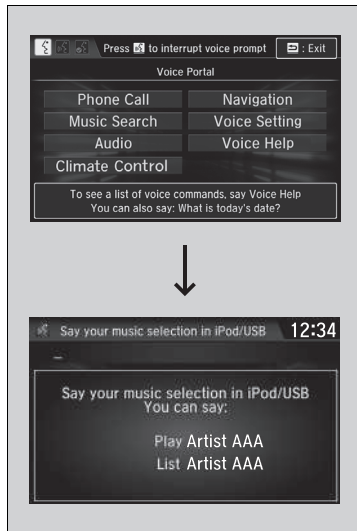 Press to interrupt voice prompt
: Exit
Voice Portal
Phone Call
Navigation
Music Search
Voice Setting
Audio
Voice Help
Climate Control
To see a list of voice commands, say Voice Help
You can also say: What is today's date?
Say your music selection in iPod/USB
12:34
Say your music selection in iPod/USB
You can say:
Play Artist AAA
List Artist AAA